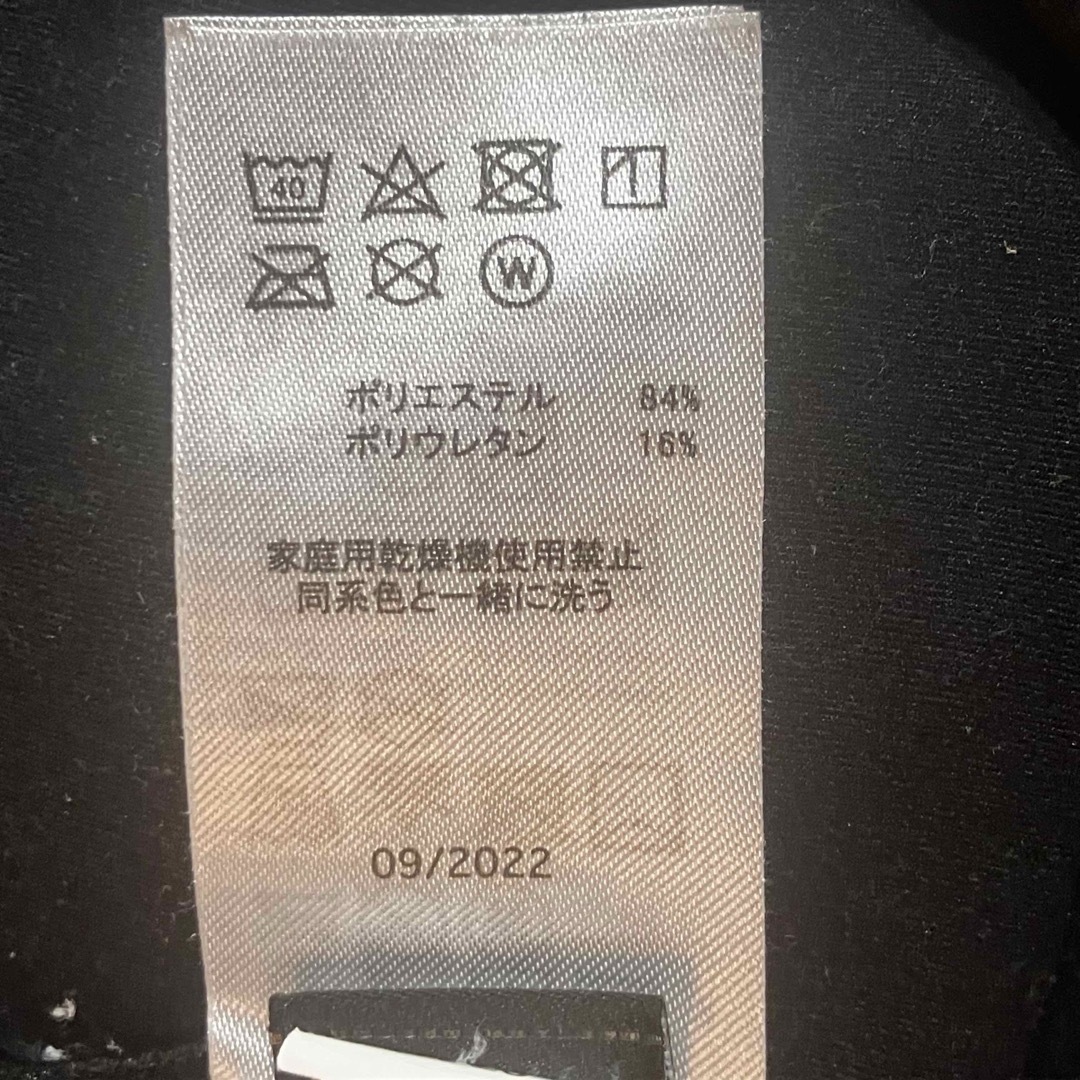 40
W
ポリエステル 84%
ポリウレタン 16%
家庭用乾燥機使用禁止
同系色と一緒に洗う
09/2022